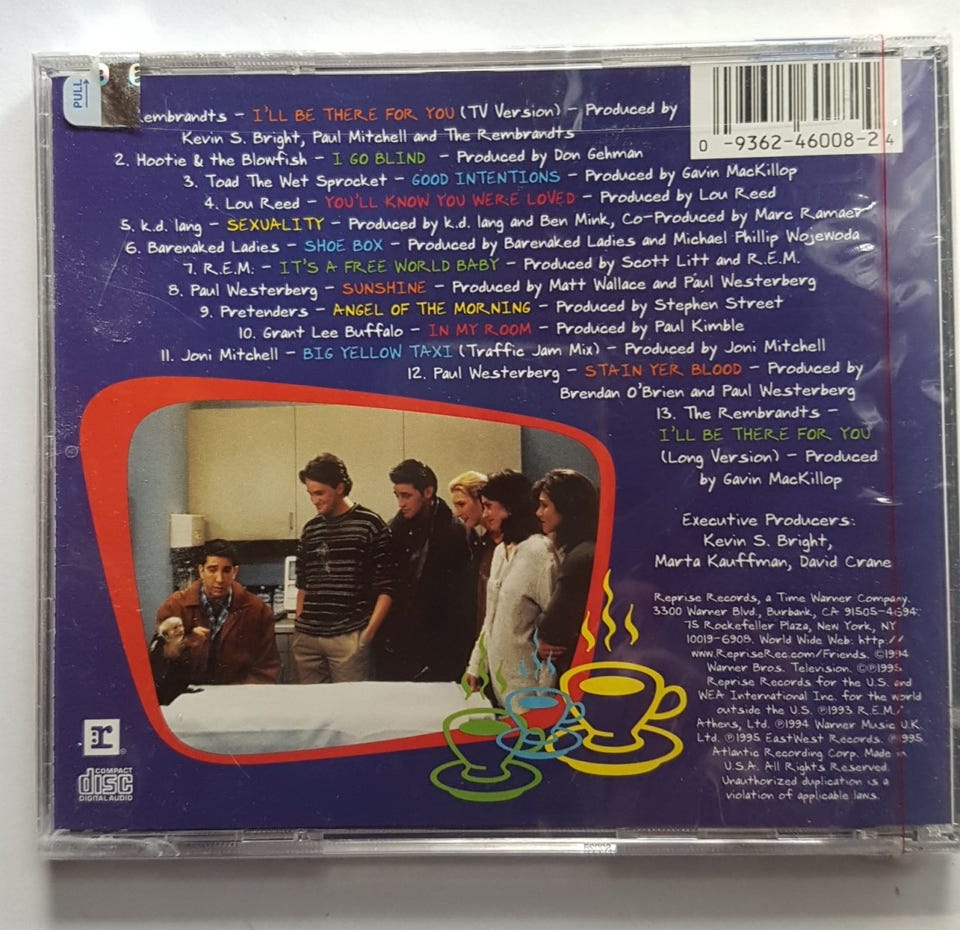 PULL
Rembrandts – I'LL BE THERE FOR YOU (TV Version) – Produced by
Kevin S. Bright, Paul Mitchell and The Rembrandts
2. Hootie & the Blowfish – I GO BLIND – Produced by Don Gehman
3. Toad The Wet Sprocket – GOOD INTENTIONS – Produced by Gavin MacKillop
4. Lou Reed – YOU'LL KNOW YOU WERE LOVED – Produced by Lou Reed
5. k.d. lang – SEXUALITY – Produced by k.d. lang and Ben Mink, Co-Produced by Marc Ramaer
6. Barenaked Ladies – SHOE BOX – Produced by Barenaked Ladies and Michael Phillip Wojewoda
7. R.E.M. – IT'S A FREE WORLD BABY – Produced by Scott Litt and R.E.M.
8. Paul Westerberg – SUNSHINE – Produced by Matt Wallace and Paul Westerberg
9. Pretenders – ANGEL OF THE MORNING – Produced by Stephen Street
10. Grant Lee Buffalo – IN MY ROOM – Produced by Paul Kimble
11. Joni Mitchell – BIG YELLOW TAXI (Traffic Jam Mix) – Produced by Joni Mitchell
12. Paul Westerberg – STAIN YER BLOOD – Produced by
Brendan O'Brien and Paul Westerberg
13. The Rembrandts –
I'LL BE THERE FOR YOU
(Long Version) – Produced
by Gavin MacKillop
0 -9362-46008-2 4
Executive Producers:
Kevin S. Bright,
Marta Kauffman, David Crane
Reprise Records, a Time Warner Company.
3300 Warner Blvd., Burbank, CA 91505-4694.
75 Rockefeller Plaza, New York, NY
10019-6908. World Wide Web: http://
www.RepriseRec.com/Friends. ©1994
Warner Bros. Television. ©℗1995
Reprise Records for the U.S. and
WEA International Inc. for the world
outside the U.S. ℗1993 R.E.M./
Athens, Ltd. ℗1994 Warner Music U.K.
Ltd. ℗1995 EastWest Records. ℗1995
Atlantic Recording Corp. Made in
U.S.A. All Rights Reserved.
Unauthorized duplication is a
violation of applicable laws.
r
COMPACT
disc
DIGITAL AUDIO